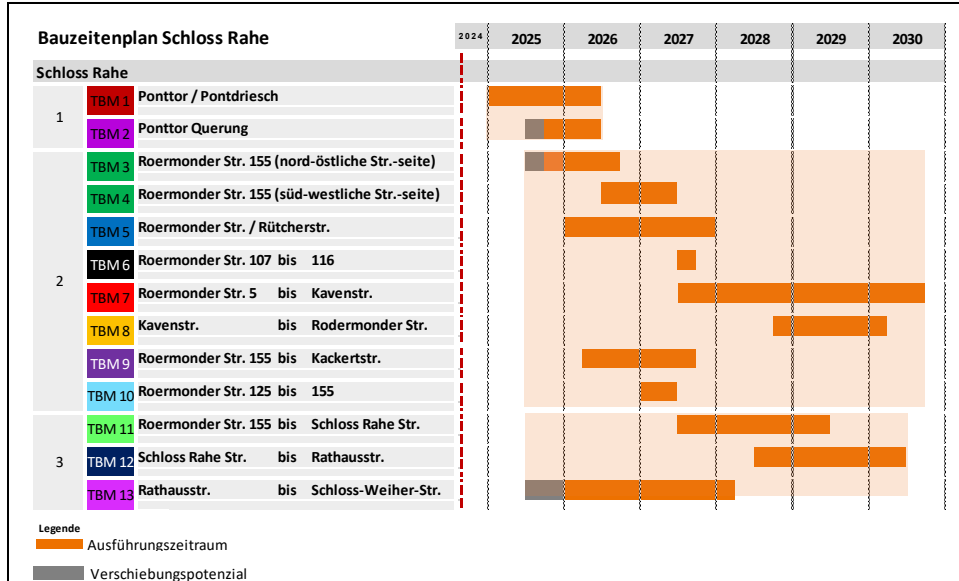 Bauzeitenplan Schloss Rahe 2024 2025 2026 2027 2028 2029 2030
Schloss Rahe
1
TBM 1 Ponttor / Pontdriesch
TBM 2 Ponttor Querung
2
TBM 3 Roermonder Str. 155 (nord-östliche Str.-seite)
TBM 4 Roermonder Str. 155 (süd-westliche Str.-seite)
TBM 5 Roermonder Str. / Rütcherstr.
TBM 6 Roermonder Str. 107 bis 116
TBM 7 Roermonder Str. 5 bis Kavenstr.
TBM 8 Kavenstr. bis Rodermonder Str.
TBM 9 Roermonder Str. 155 bis Kackertstr.
TBM 10 Roermonder Str. 125 bis 155
3
TBM 11 Roermonder Str. 155 bis Schloss Rahe Str.
TBM 12 Schloss Rahe Str. bis Rathausstr.
TBM 13 Rathausstr. bis Schloss-Weiher-Str.
Legende
Ausführungszeitraum
Verschiebungspotenzial